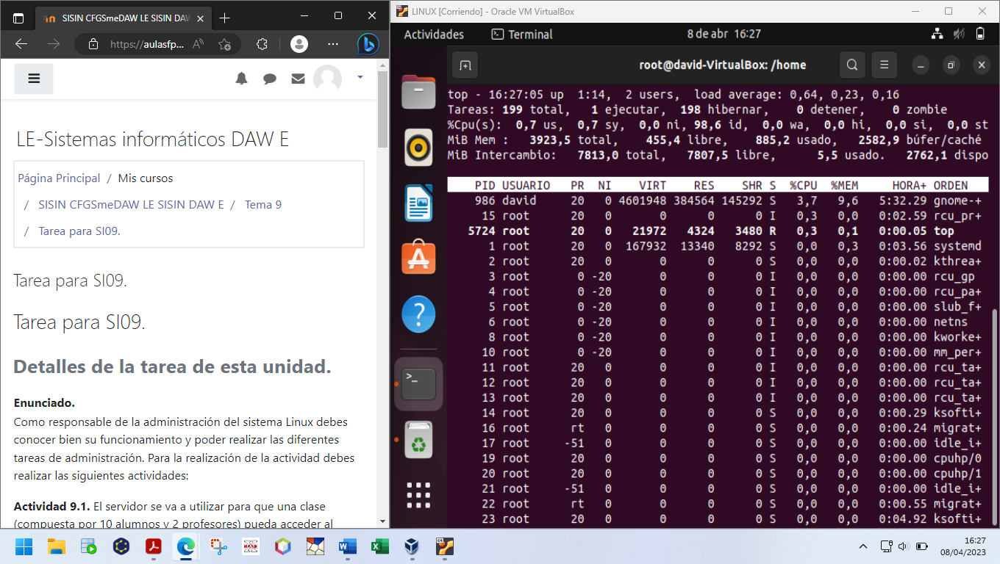 SISIN CFGSmeDAW LE SISIN DAW
https://aulasfp...
LE-Sistemas informáticos DAW E
Página Principal / Mis cursos
/ SISIN CFGSmeDAW LE SISIN DAW E / Tema 9
/ Tarea para SI09.
Tarea para SI09.
Tarea para SI09.
Detalles de la tarea de esta unidad.
Enunciado.
Como responsable de la administración del sistema Linux debes
conocer bien su funcionamiento y poder realizar las diferentes
tareas de administración. Para la realización de la actividad debes
realizar las siguientes actividades:
Actividad 9.1. El servidor se va a utilizar para que una clase
(compuesta por 10 alumnos y 2 profesores) pueda acceder al
LINUX [Corriendo] - Oracle VM VirtualBox
Actividades Terminal 8 de abr 16:27
root@david-VirtualBox: /home
top - 16:27:05 up 1:14, 2 users, load average: 0,64, 0,23, 0,16
Tareas: 199 total, 1 ejecutar, 198 hibernar, 0 detener, 0 zombie
%Cpu(s): 0,7 us, 0,7 sy, 0,0 ni, 98,6 id, 0,0 wa, 0,0 hi, 0,0 si, 0,0 st
MiB Mem : 3923,5 total, 455,4 libre, 885,2 usado, 2582,9 búfer/caché
MiB Intercambio: 7813,0 total, 7807,5 libre, 5,5 usado. 2762,1 dispo
PID USUARIO PR NI VIRT RES SHR S %CPU %MEM HORA+ ORDEN
986 david 20 0 4601948 384564 145292 S 3,7 9,6 5:32.29 gnome-+
15 root 20 0 0 0 0 I 0,3 0,0 0:02.59 rcu_pr+
5724 root 20 0 21972 4324 3480 R 0,3 0,1 0:00.05 top
1 root 20 0 167932 13340 8292 S 0,0 0,3 0:03.56 systemd
2 root 20 0 0 0 0 S 0,0 0,0 0:00.02 kthrea+
3 root 0 -20 0 0 0 I 0,0 0,0 0:00.00 rcu_gp
4 root 0 -20 0 0 0 I 0,0 0,0 0:00.00 rcu_pa+
5 root 0 -20 0 0 0 I 0,0 0,0 0:00.00 slub_f+
6 root 0 -20 0 0 0 I 0,0 0,0 0:00.00 netns
8 root 0 -20 0 0 0 I 0,0 0,0 0:00.00 kworke+
10 root 0 -20 0 0 0 I 0,0 0,0 0:00.00 mm_per+
11 root 20 0 0 0 0 I 0,0 0,0 0:00.00 rcu_ta+
12 root 20 0 0 0 0 I 0,0 0,0 0:00.00 rcu_ta+
13 root 20 0 0 0 0 I 0,0 0,0 0:00.00 rcu_ta+
14 root 20 0 0 0 0 S 0,0 0,0 0:00.29 ksofti+
16 root rt 0 0 0 0 S 0,0 0,0 0:00.24 migrat+
17 root -51 0 0 0 0 S 0,0 0,0 0:00.00 idle_i+
19 root 20 0 0 0 0 S 0,0 0,0 0:00.00 cpuhp/0
20 root 20 0 0 0 0 S 0,0 0,0 0:00.00 cpuhp/1
21 root -51 0 0 0 0 S 0,0 0,0 0:00.00 idle_i+
22 root rt 0 0 0 0 S 0,0 0,0 0:00.55 migrat+
23 root 20 0 0 0 0 S 0,0 0,0 0:04.92 ksofti+
16:27
08/04/2023